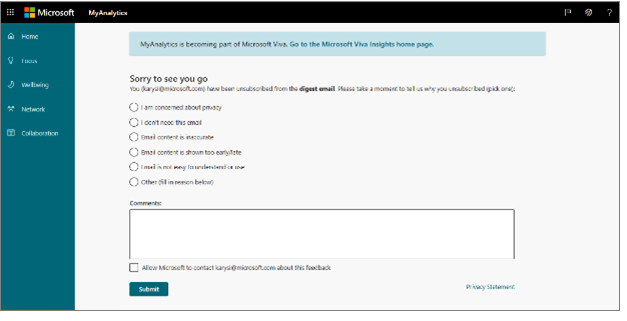 Microsoft MyAnalytics ?
Home
Focus
Wellbeing
Network
Collaboration
MyAnalytics is becoming part of Microsoft Viva. Go to the Microsoft Viva Insights home page.
Sorry to see you go
You (karysl@microsoft.com) have been unsubscribed from the digest email. Please take a moment to tell us why you unsubscribed (pick one):
I am concerned about privacy
I don't need this email
Email content is inaccurate
Email content is shown too early/late
Email is not easy to understand or use
Other (fill in reason below)
Comments:
Allow Microsoft to contact karysl@microsoft.com about this feedback
Submit
Privacy Statement